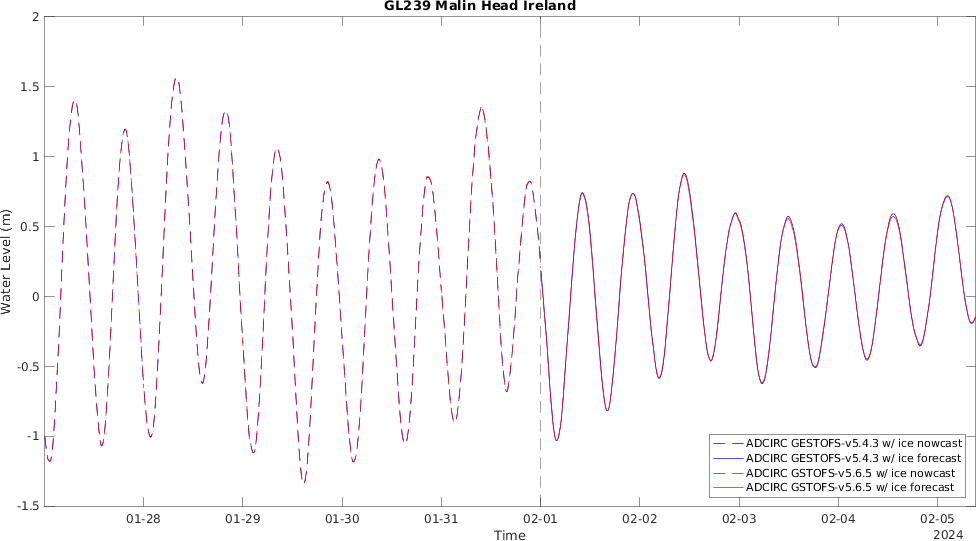 GL239 Malin Head Ireland
2
1.5
1
0.5
0
-0.5
-1
-1.5
Water Level (m)
ADCIRC GESTOFS-v5.4.3 w/ ice nowcast
ADCIRC GESTOFS-v5.4.3 w/ ice forecast
ADCIRC GSTOFS-v5.6.5 w/ ice nowcast
ADCIRC GSTOFS-v5.6.5 w/ ice forecast
01-28 01-29 01-30 01-31 02-01 02-02 02-03 02-04 02-05
Time
2024